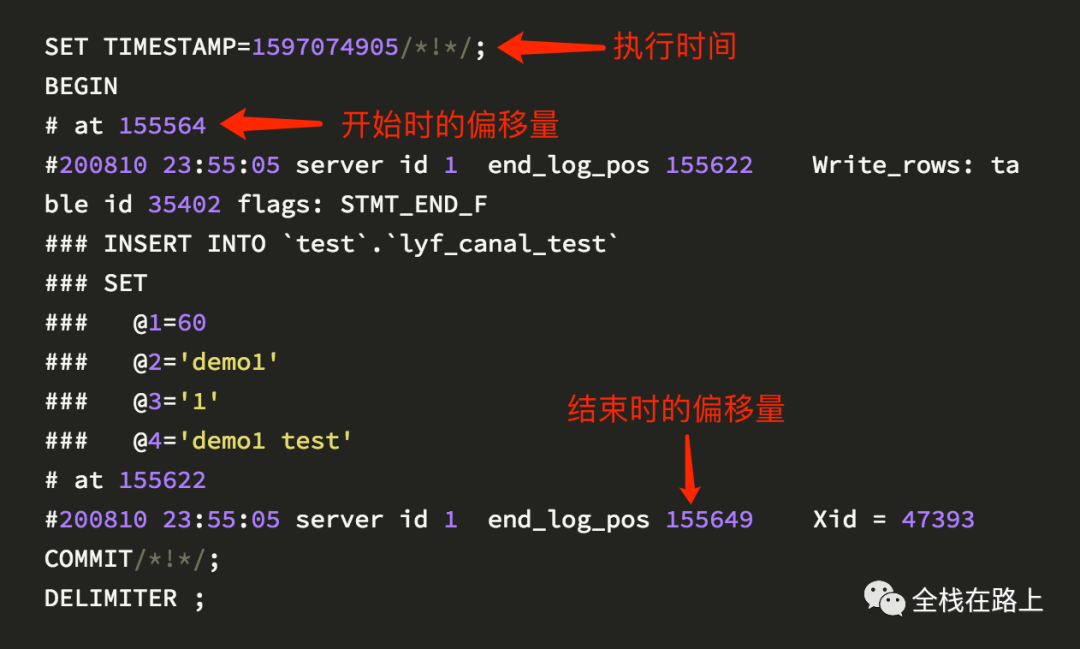 SET TIMESTAMP=1597074905/*!*/; 执行时间
BEGIN
# at 155564 开始时的偏移量
#200810 23:55:05 server id 1  end_log_pos 155622    Write_rows: ta
ble id 35402 flags: STMT_END_F
### INSERT INTO `test`.`lyf_canal_test`
### SET
###   @1=60
###   @2='demo1'
###   @3='1'
结束时的偏移量
###   @4='demo1 test'
# at 155622
#200810 23:55:05 server id 1  end_log_pos 155649    Xid = 47393
COMMIT/*!*/;
DELIMITER ;
全栈在路上